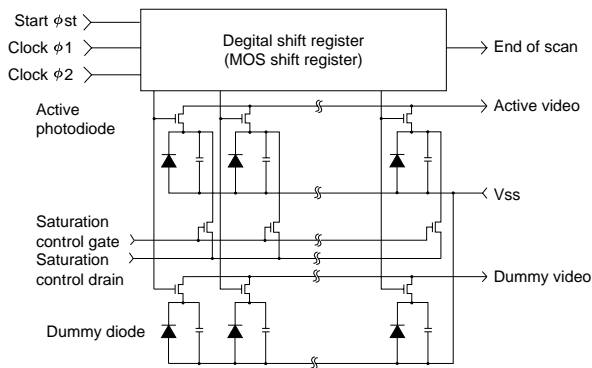 Start ϕst
Clock ϕ1
Clock ϕ2
Degital shift register
(MOS shift register)
End of scan
Active
photodiode
Active video
Vss
Saturation
control gate
Saturation
control drain
Dummy video
Dummy diode